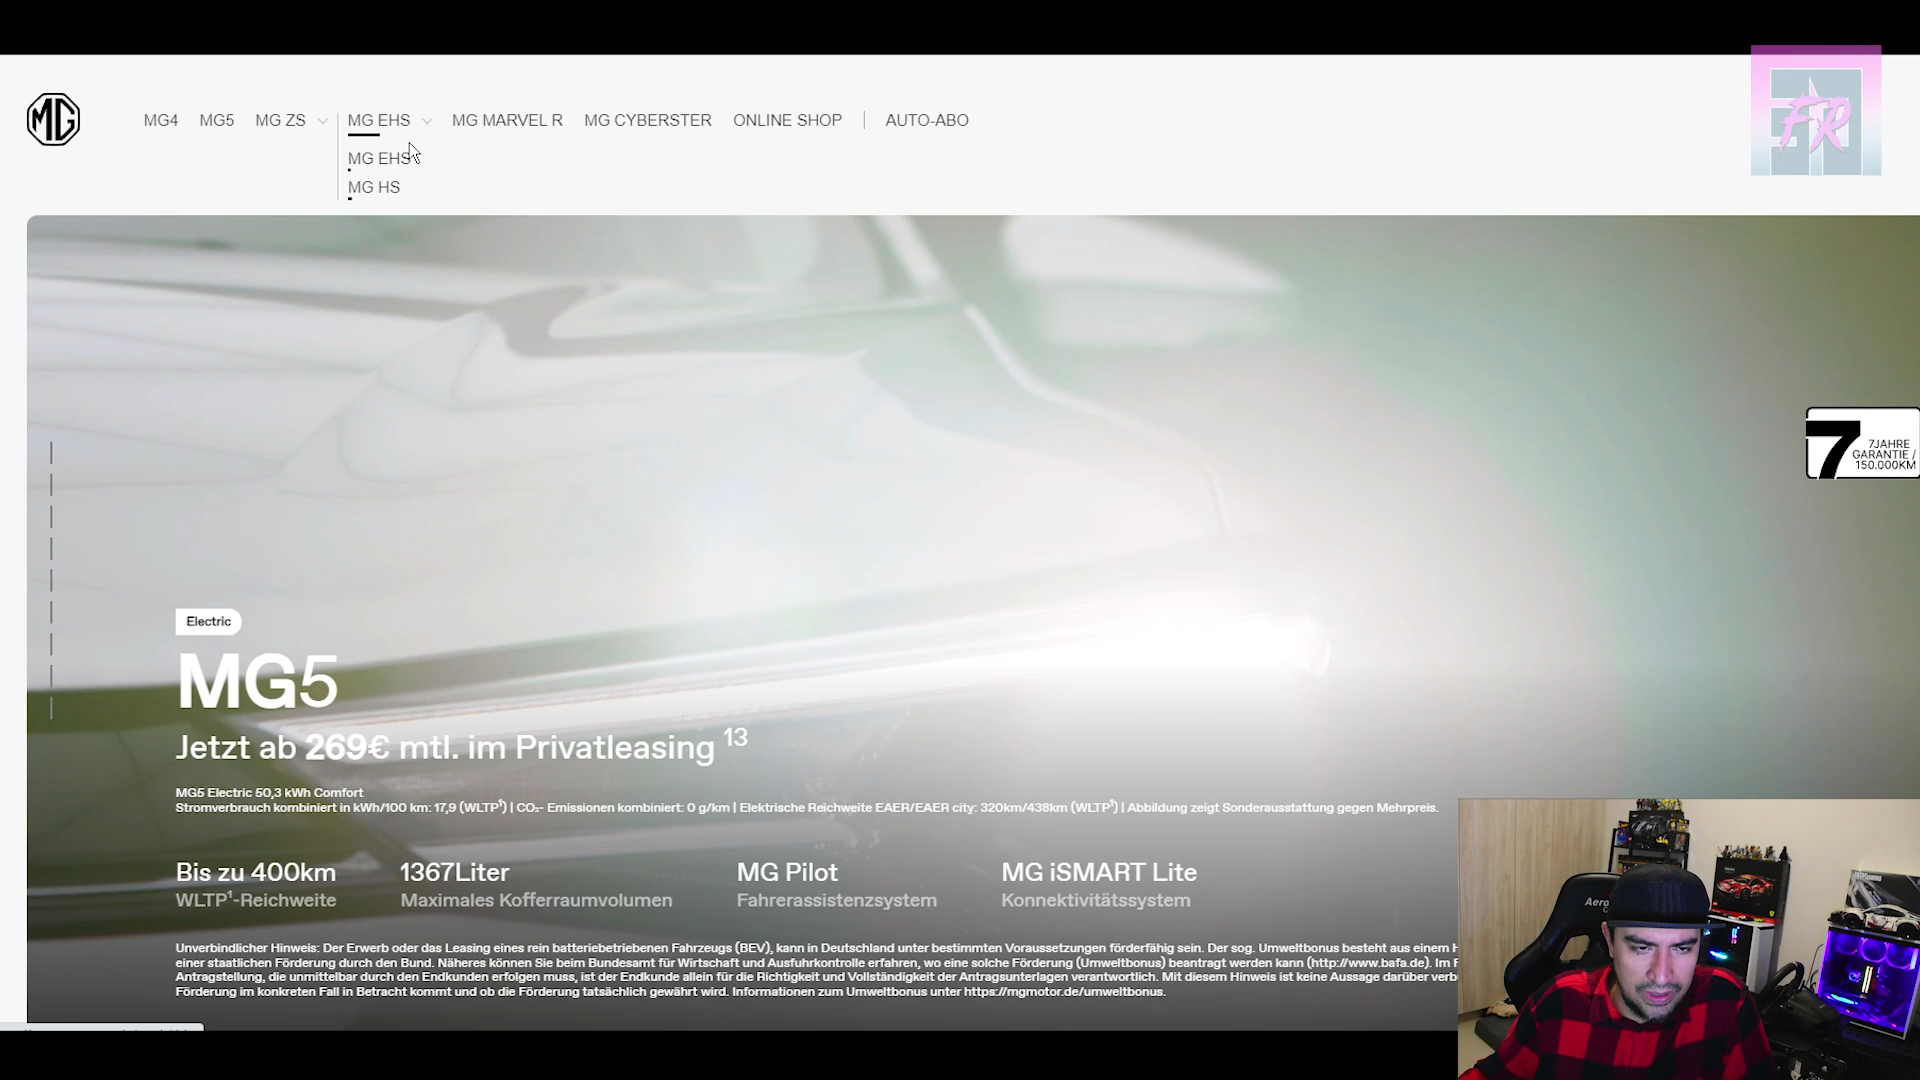 FR
MG
MG4 MG5 MG ZS MG EHS MG MARVEL R MG CYBERSTER ONLINE SHOP AUTO-ABO
MG EHS
MG HS
7
7JAHRE
GARANTIE /
150.000KM
Electric
MG5
Jetzt ab 269€ mtl. im Privatleasing 13
MG5 Electric 50,3 kWh Comfort
Stromverbrauch kombiniert in kWh/100 km: 17,9 (WLTP¹) | CO₂- Emissionen kombiniert: 0 g/km | Elektrische Reichweite EAER/EAER city: 320km/438km (WLTP¹) | Abbildung zeigt Sonderausstattung gegen Mehrpreis.
Bis zu 400km 1367Liter MG Pilot MG iSMART Lite
WLTP¹-Reichweite Maximales Kofferraumvolumen Fahrerassistenzsystem Konnektivitätssystem
Unverbindlicher Hinweis: Der Erwerb oder das Leasing eines rein batteriebetriebenen Fahrzeugs (BEV), kann in Deutschland unter bestimmten Voraussetzungen förderfähig sein. Der sog. Umweltbonus besteht aus einem
einer staatlichen Förderung durch den Bund. Näheres können Sie beim Bundesamt für Wirtschaft und Ausfuhrkontrolle erfahren, wo eine solche Förderung (Umweltbonus) beantragt werden kann (http://www.bafa.de). Im
Antragstellung, die unmittelbar durch den Endkunden erfolgen muss, ist der Endkunde allein für die Richtigkeit und Vollständigkeit der Antragsunterlagen verantwortlich. Mit diesem Hinweis ist keine Aussage darüber
Förderung im konkreten Fall in Betracht kommt und ob die Förderung tatsächlich gewährt wird. Informationen zum Umweltbonus unter https://mgmotor.de/umweltbonus.